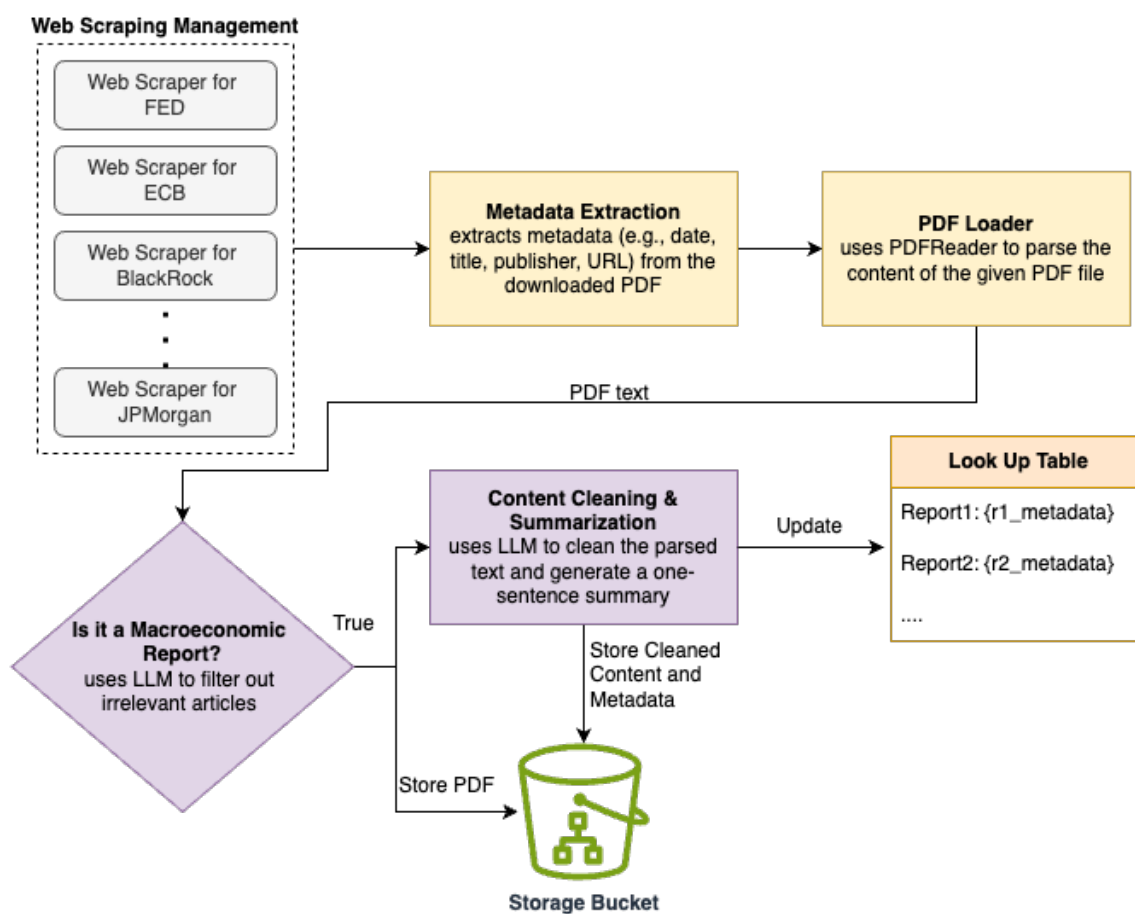 Web Scraping Management
Web Scraper for
FED
Web Scraper for
ECB
Web Scraper for
BlackRock
Web Scraper for
JPMorgan
Metadata Extraction
extracts metadata (e.g., date,
title, publisher, URL) from the
downloaded PDF
PDF Loader
uses PDFReader to parse the
content of the given PDF file
PDF text
Is it a Macroeconomic
Report?
uses LLM to filter out
irrelevant articles
True
Content Cleaning &
Summarization
uses LLM to clean the parsed
text and generate a one-
sentence summary
Update
Look Up Table
Report1: {r1_metadata}
Report2: {r2_metadata}
....
Store Cleaned
Content and
Metadata
Store PDF
Storage Bucket